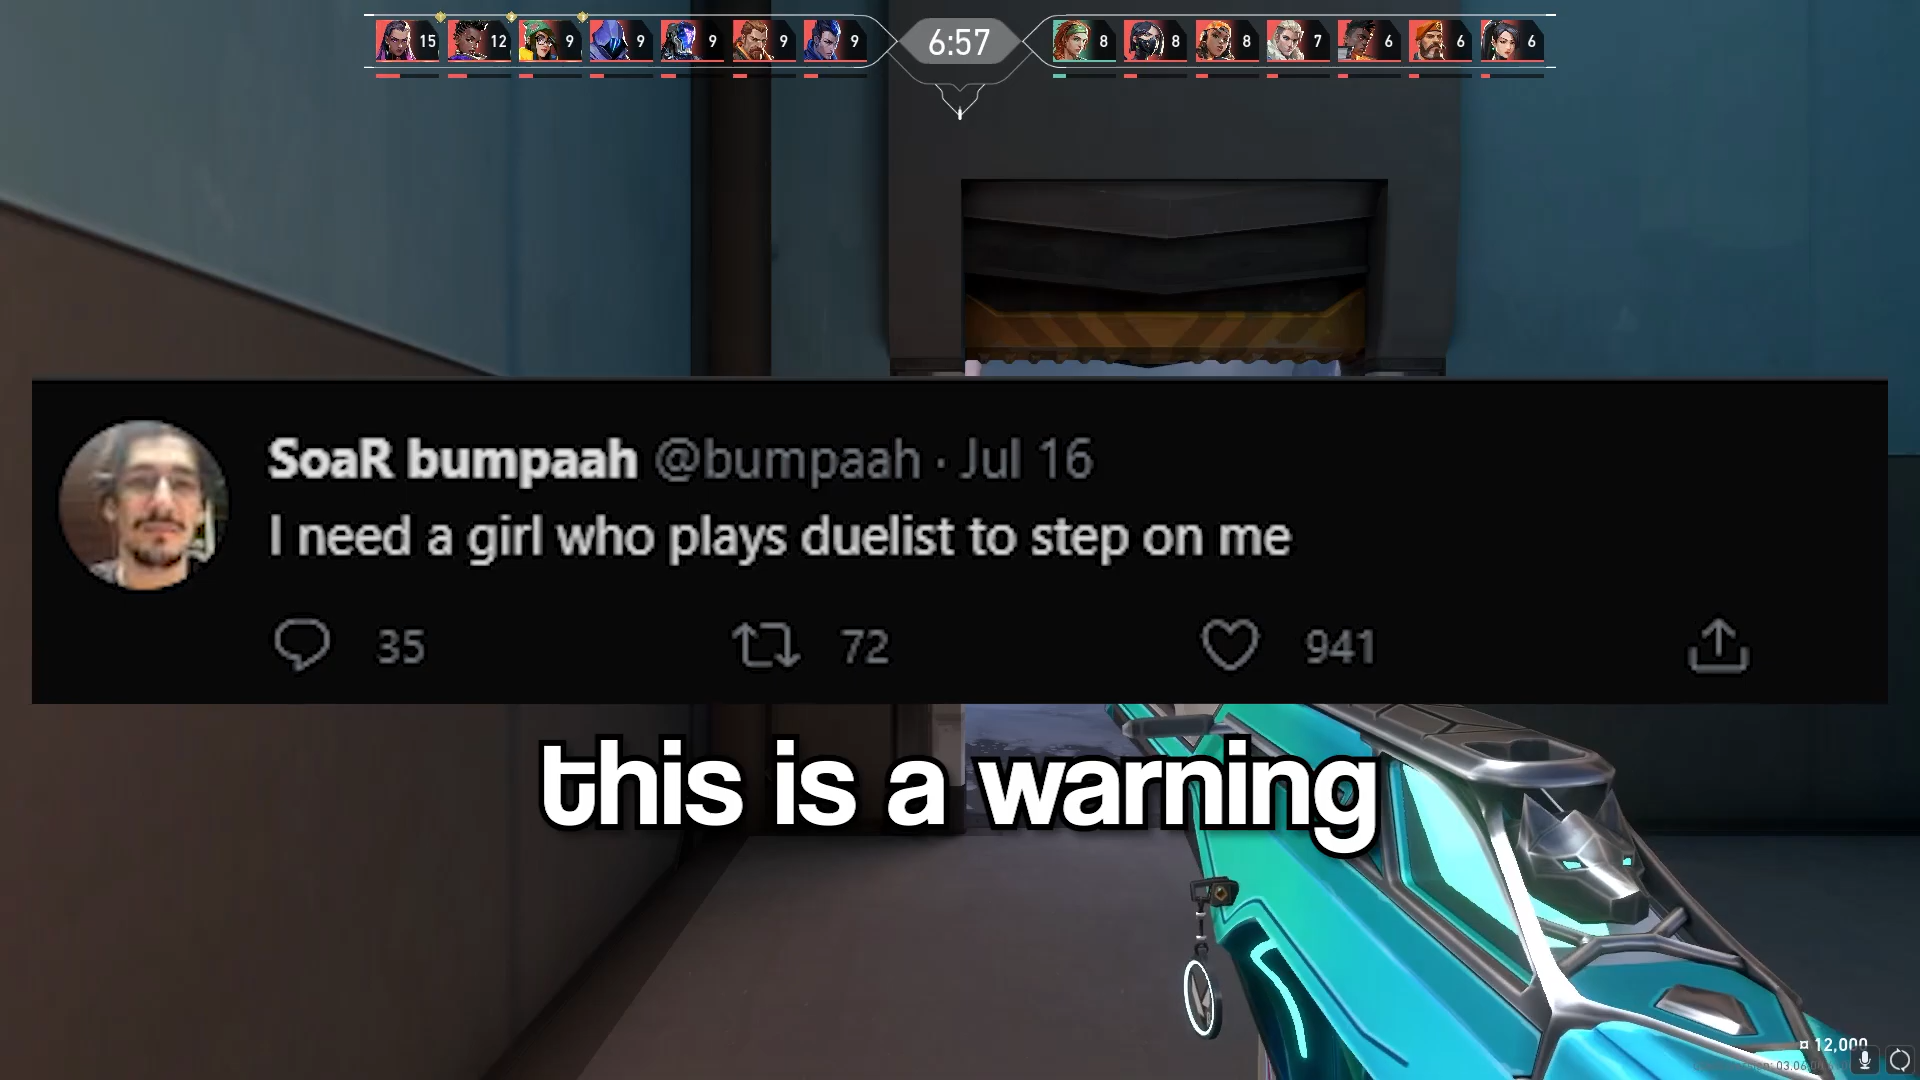 15 12 9 9 9 9 9 6:57 8 8 8 7 6 6 6
SoaR bumpaah @bumpaah · Jul 16
I need a girl who plays duelist to step on me
35 72 941
this is a warning
¤ 12,000